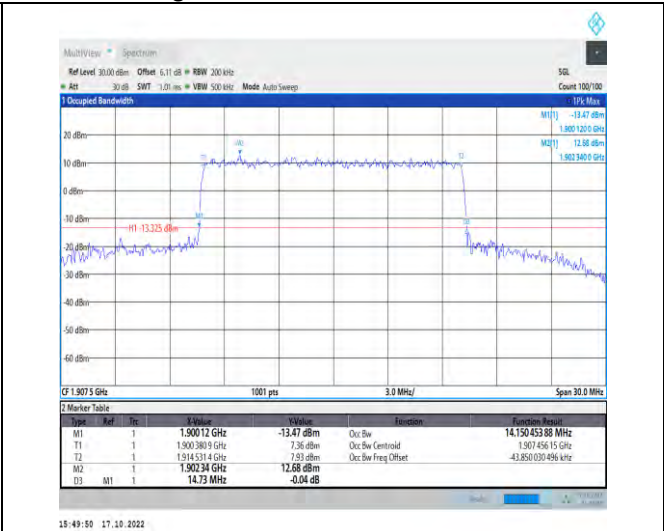 MultiView Spectrum
Ref Level 30.00 dBm Offset 6.11 dB RBW 200 kHz SGL
Att 30 dB SWT 1.01 ms VBW 500 kHz Mode Auto Sweep Count 100/100
1 Occupied Bandwidth 1Pk Max
M1[1] -13.47 dBm
1.900 120 0 GHz
M2[1] 12.68 dBm
1.902 340 0 GHz
20 dBm
M2
T1 T2
10 dBm
0 dBm
-10 dBm
M1
H1 -13.325 dBm
-20 dBm
-30 dBm
-40 dBm
-50 dBm
-60 dBm
CF 1.907 5 GHz 1001 pts 3.0 MHz/ Span 30.0 MHz
2 Marker Table
Type Ref Trc X-Value Y-Value Function Function Result
M1 1 1.900 12 GHz -13.47 dBm Occ Bw 14.150 453 88 MHz
T1 1 1.900 380 9 GHz 7.36 dBm Occ Bw Centroid 1.907 456 15 GHz
T2 1 1.914 531 4 GHz 7.93 dBm Occ Bw Freq Offset -43.850 030 496 kHz
M2 1 1.902 34 GHz 12.68 dBm
D3 M1 1 14.73 MHz -0.04 dB
15:49:50 17.10.2022